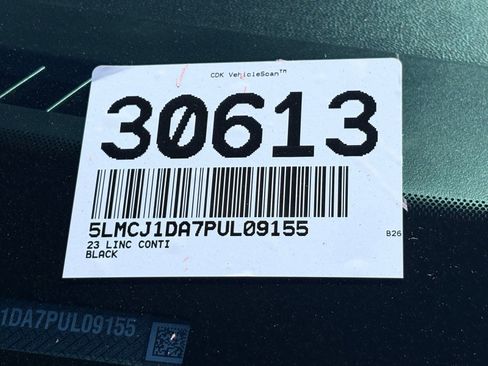 CDK VehicleScan™
30613
5LMCJ1DA7PUL09155
23 LINC CONTI
BLACK
B26
1DA7PUL09155